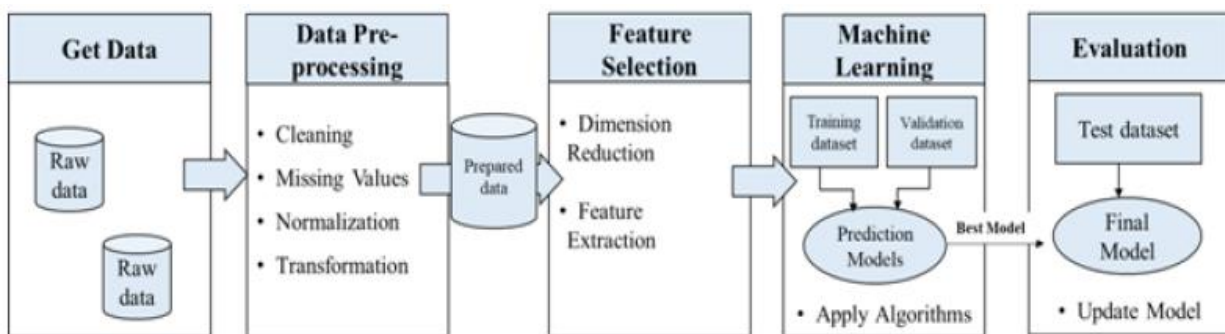 Get Data
Raw
data
Raw
data
Data Pre-
processing
• Cleaning
• Missing Values
• Normalization
• Transformation
Prepared
data
Feature
Selection
• Dimension
Reduction
• Feature
Extraction
Machine
Learning
Training
dataset
Validation
dataset
Prediction
Models
• Apply Algorithms
Best Model
Evaluation
Test dataset
Final
Model
• Update Model